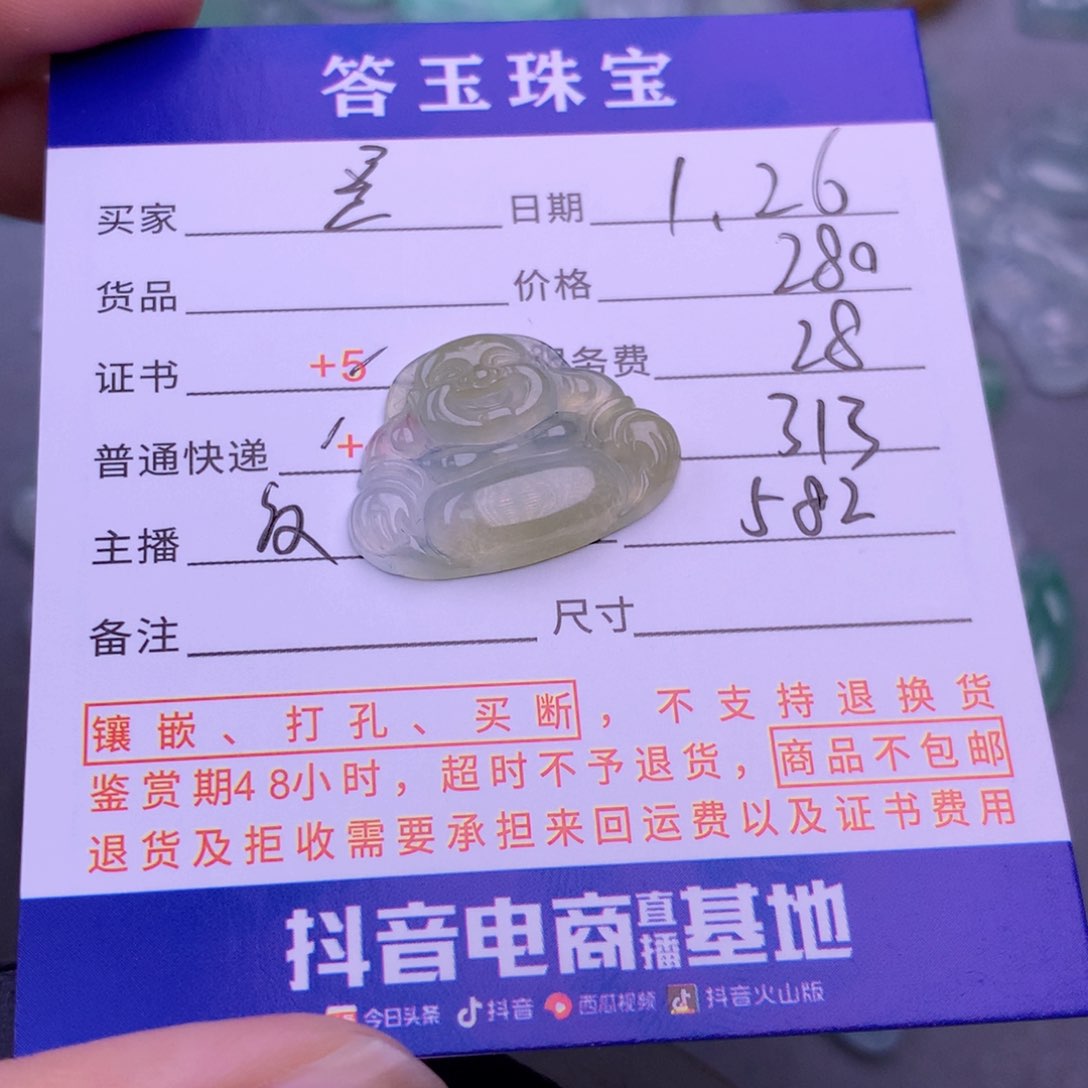 答玉珠宝
买家 日期 1.26
货品 价格 280
证书 +5 服务费 28
普通快递 + 313
主播 582
备注 尺寸
镶嵌、打孔、买断，不支持退换货
鉴赏期48小时，超时不予退货，商品不包邮
退货及拒收需要承担来回运费以及证书费用
抖音电商直播基地
今日头条 抖音 西瓜视频 抖音火山版